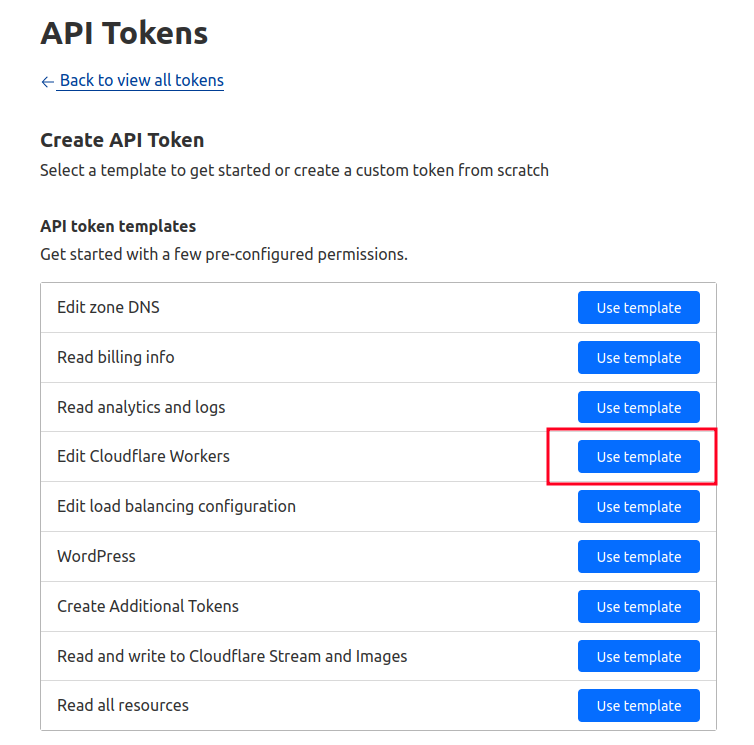 API Tokens
← Back to view all tokens
Create API Token
Select a template to get started or create a custom token from scratch
API token templates
Get started with a few pre-configured permissions.
Edit zone DNS Use template
Read billing info Use template
Read analytics and logs Use template
Edit Cloudflare Workers Use template
Edit load balancing configuration Use template
WordPress Use template
Create Additional Tokens Use template
Read and write to Cloudflare Stream and Images Use template
Read all resources Use template